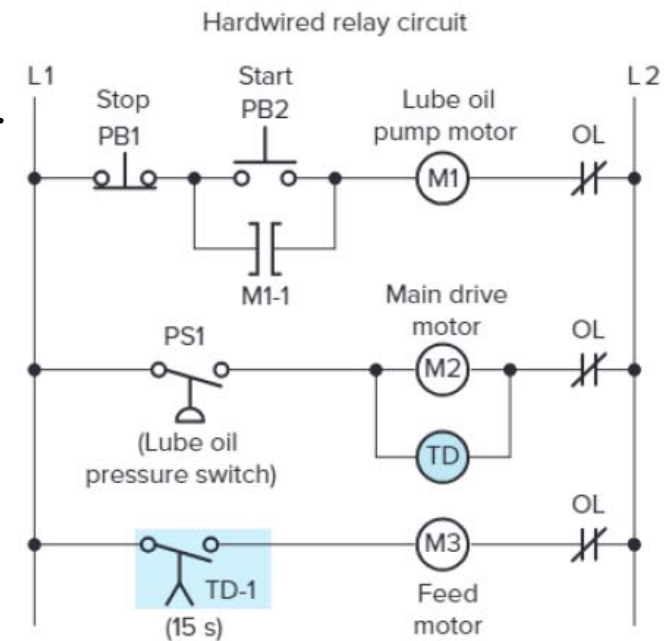 Hardwired relay circuit
L1
L2
Stop
PB1
Start
PB2
Lube oil
pump motor
OL
M1
M1-1
PS1
Main drive
motor
OL
M2
(Lube oil
pressure switch)
TD
OL
TD-1
(15 s)
M3
Feed
motor